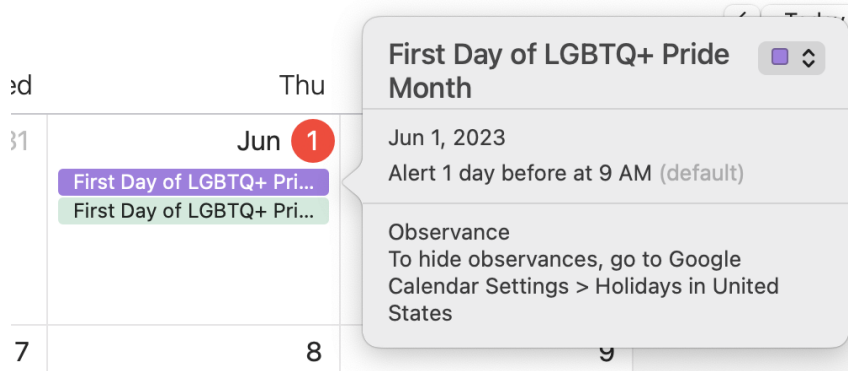 Thu
Jun 1
First Day of LGBTQ+ Pri...
First Day of LGBTQ+ Pri...
7
8
9
First Day of LGBTQ+ Pride
Month
Jun 1, 2023
Alert 1 day before at 9 AM (default)
Observance
To hide observances, go to Google
Calendar Settings > Holidays in United
States